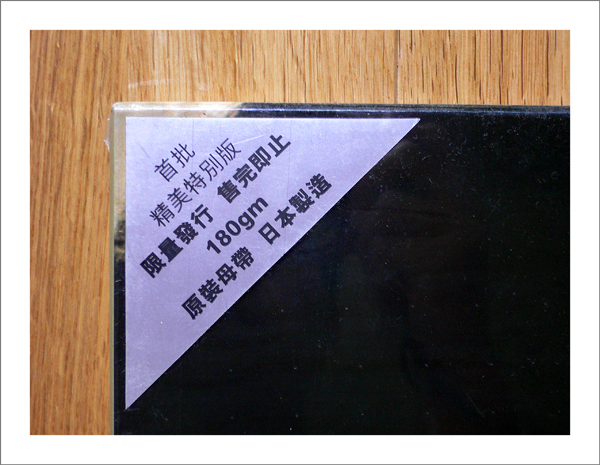 首批
精美特別版
限量發行 售完即止
180gm
原裝母帶 日本製造